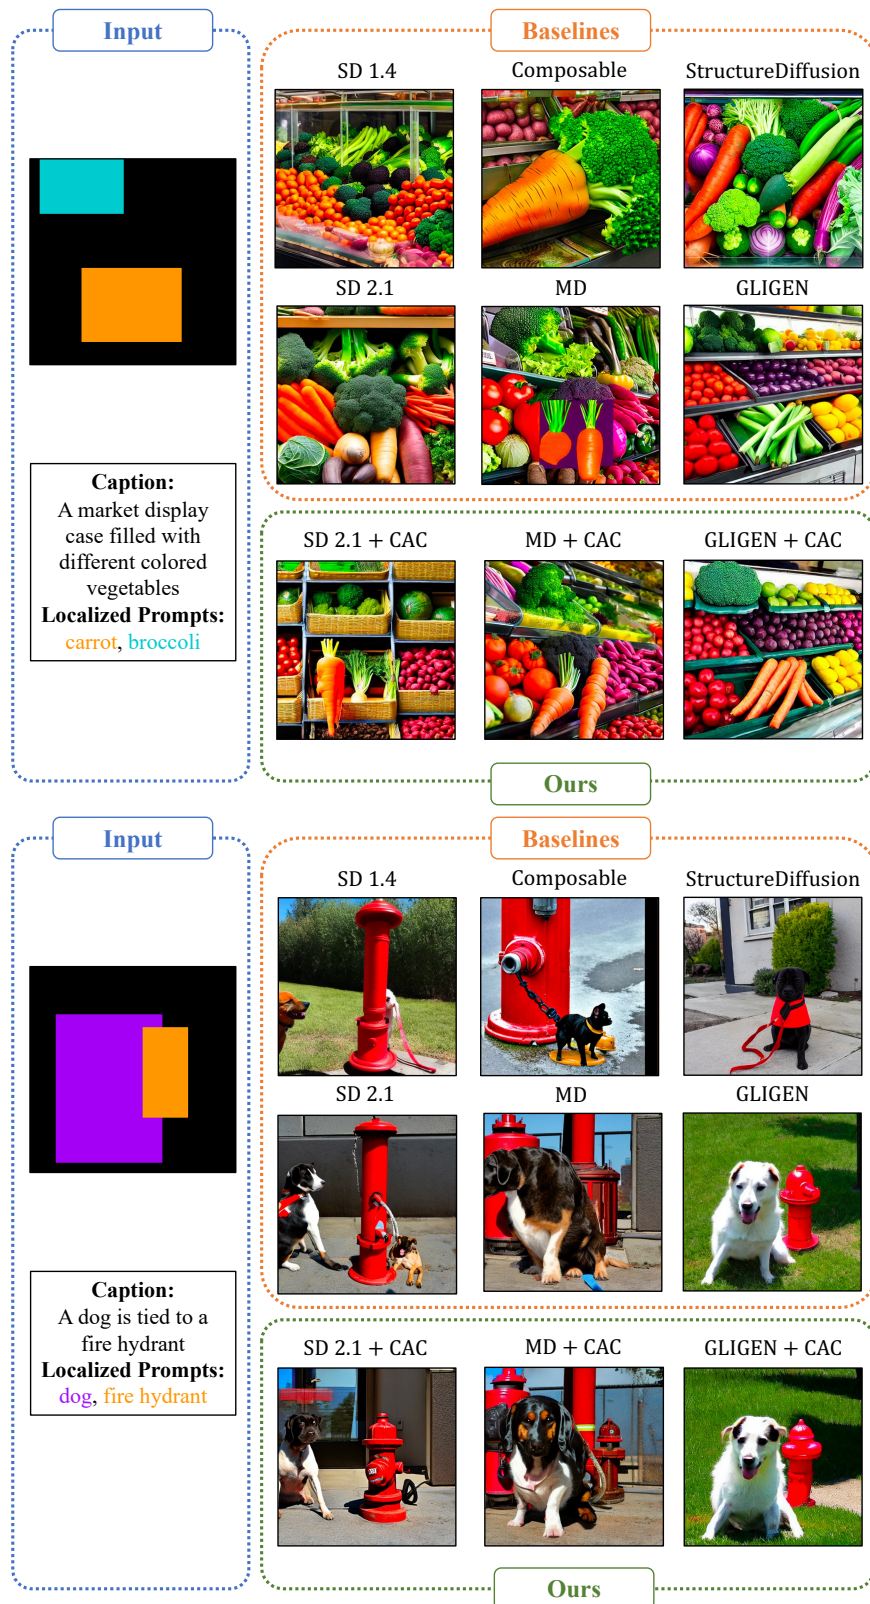 Input
Baselines
SD 1.4
Composable
StructureDiffusion
SD 2.1
MD
GLIGEN
Caption:
A market display
case filled with
different colored
vegetables
Localized Prompts:
carrot, broccoli
SD 2.1 + CAC
MD + CAC
GLIGEN + CAC
Ours
Input
Baselines
SD 1.4
Composable
StructureDiffusion
SD 2.1
MD
GLIGEN
Caption:
A dog is tied to a
fire hydrant
Localized Prompts:
dog, fire hydrant
SD 2.1 + CAC
MD + CAC
GLIGEN + CAC
Ours